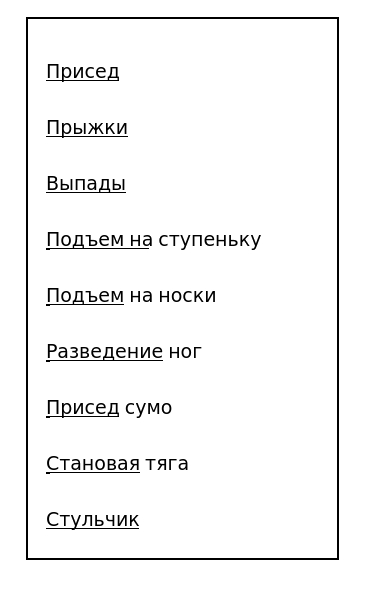 Присед
Прыжки
Выпады
Подъем на ступеньку
Подъем на носки
Разведение ног
Присед сумо
Становая тяга
Стульчик